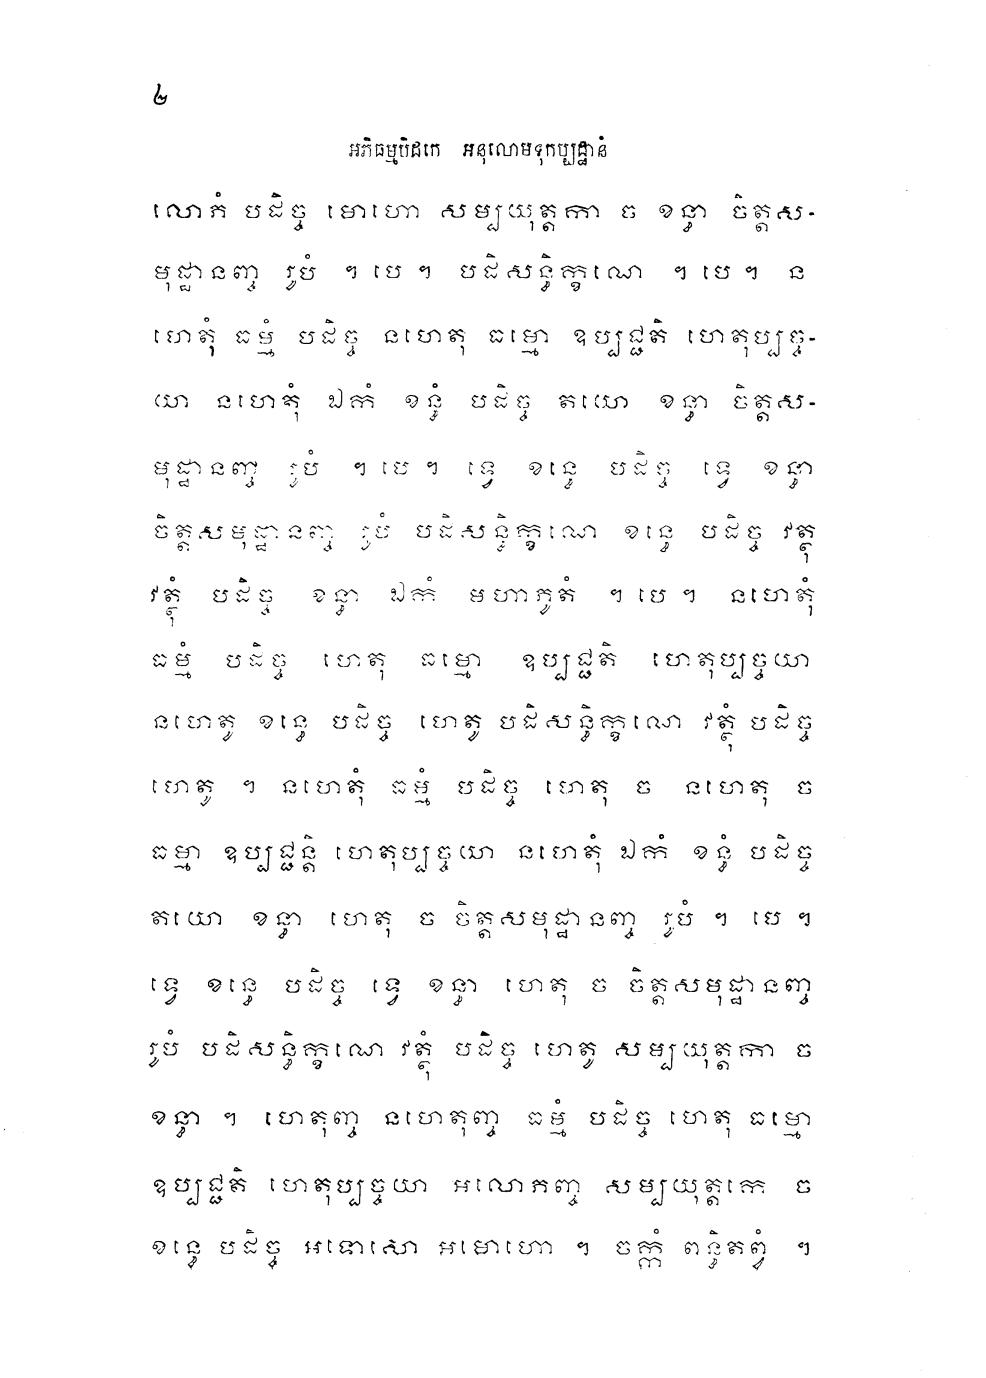 ២
អភិធម្មបិដកេ អនុលោមទុកប្បដ្ឋានំ
លោភំ បដិច្ច មោហោ សម្បយុត្តកា ច ខន្ធា ចិត្តស-
មុដ្ឋានញ្ច រូបំ ។ បេ ។ បដិសន្ធិក្ខណេ ។ បេ ។ ន
ហេតុំ ធម្មំ បដិច្ច នហេតុ ធម្មោ ឧប្បជ្ជតិ ហេតុប្បច្ច-
យា នហេតុំ ឯកំ ខន្ធំ បដិច្ច តយោ ខន្ធា ចិត្តស-
មុដ្ឋានញ្ច រូបំ ។ បេ ។ ទ្វេ ខន្ធេ បដិច្ច ទ្វេ ខន្ធា
ចិត្តសមុដ្ឋានញ្ច រូបំ បដិសន្ធិក្ខណេ ខន្ធេ បដិច្ច វត្ថុ
វត្ថុំ បដិច្ច ខន្ធា ឯកំ មហាភូតំ ។ បេ ។ នហេតុំ
ធម្មំ បដិច្ច ហេតុ ធម្មោ ឧប្បជ្ជតិ ហេតុប្បច្ចយា
នហេតូ ខន្ធេ បដិច្ច ហេតូ បដិសន្ធិក្ខណេ វត្ថុំ បដិច្ច
ហេតូ ។ នហេតុំ ធម្មំ បដិច្ច ហេតុ ច នហេតុ ច
ធម្មា ឧប្បជ្ជន្តិ ហេតុប្បច្ចយា នហេតុំ ឯកំ ខន្ធំ បដិច្ច
តយោ ខន្ធា ហេតុ ច ចិត្តសមុដ្ឋានញ្ច រូបំ ។ បេ ។
ទ្វេ ខន្ធេ បដិច្ច ទ្វេ ខន្ធា ហេតុ ច ចិត្តសមុដ្ឋានញ្ច
រូបំ បដិសន្ធិក្ខណេ វត្ថុំ បដិច្ច ហេតូ សម្បយុត្តកា ច
ខន្ធា ។ ហេតុញ្ច នហេតុញ្ច ធម្មំ បដិច្ច ហេតុ ធម្មោ
ឧប្បជ្ជតិ ហេតុប្បច្ចយា អលោភញ្ច សម្បយុត្តកេ ច
ខន្ធេ បដិច្ច អទោសោ អមោហោ ។ ចក្កំ ពន្ធិតព្វំ ។